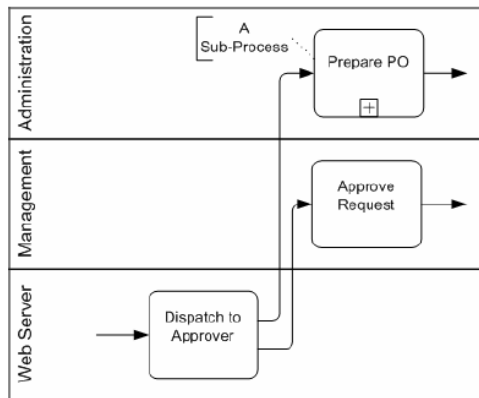 Administration
A
Sub-Process
Prepare PO
Management
Approve
Request
Web Server
Dispatch to
Approver